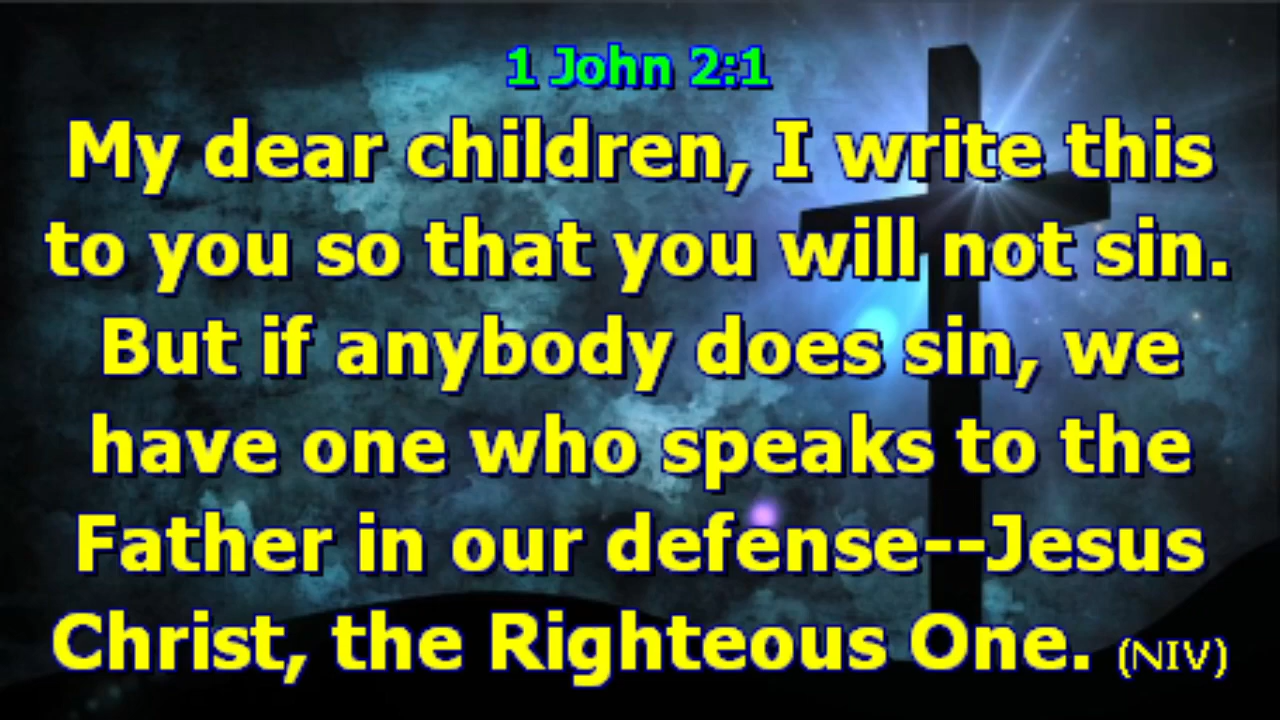 1 John 2:1
My dear children, I write this
to you so that you will not sin.
But if anybody does sin, we
have one who speaks to the
Father in our defense--Jesus
Christ, the Righteous One. (NIV)